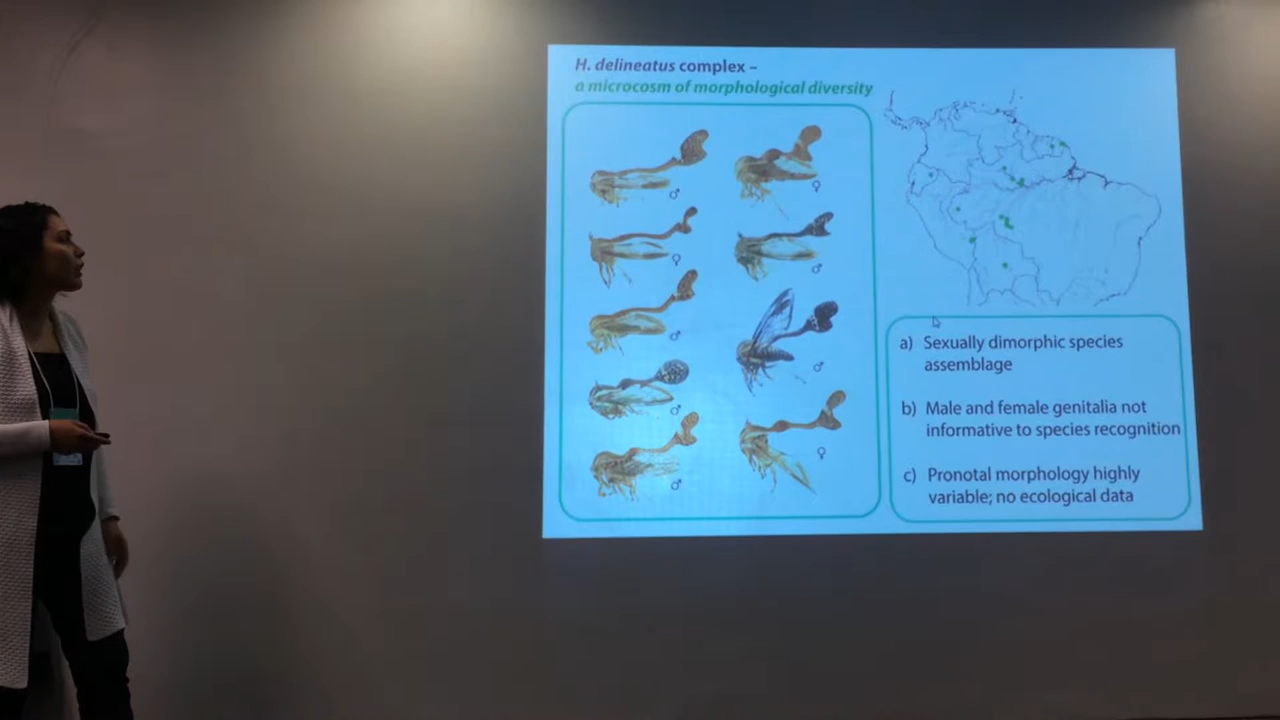 H. delineatus complex –
a microcosm of morphological diversity
♂
♀
♀
♂
♂
♂
♂
♀
♂
a) Sexually dimorphic species
assemblage
b) Male and female genitalia not
informative to species recognition
c) Pronotal morphology highly
variable; no ecological data